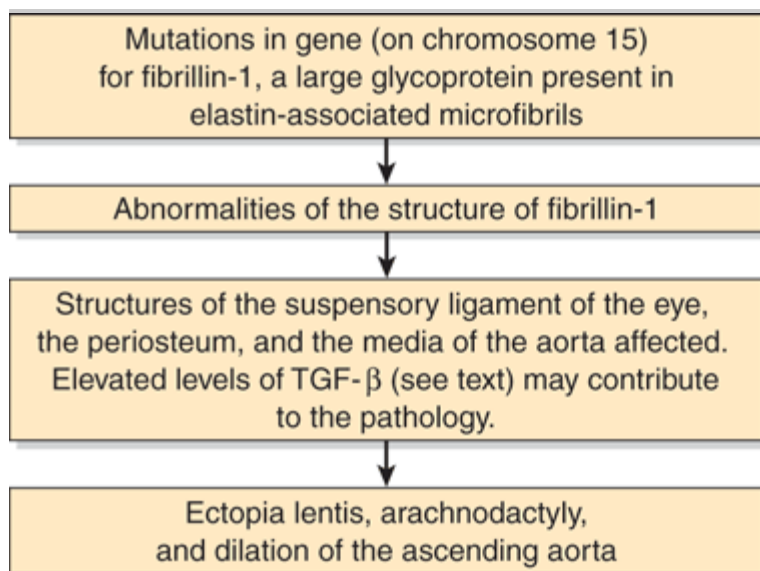 Mutations in gene (on chromosome 15)
for fibrillin-1, a large glycoprotein present in
elastin-associated microfibrils
Abnormalities of the structure of fibrillin-1
Structures of the suspensory ligament of the eye,
the periosteum, and the media of the aorta affected.
Elevated levels of TGF-β (see text) may contribute
to the pathology.
Ectopia lentis, arachnodactyly,
and dilation of the ascending aorta